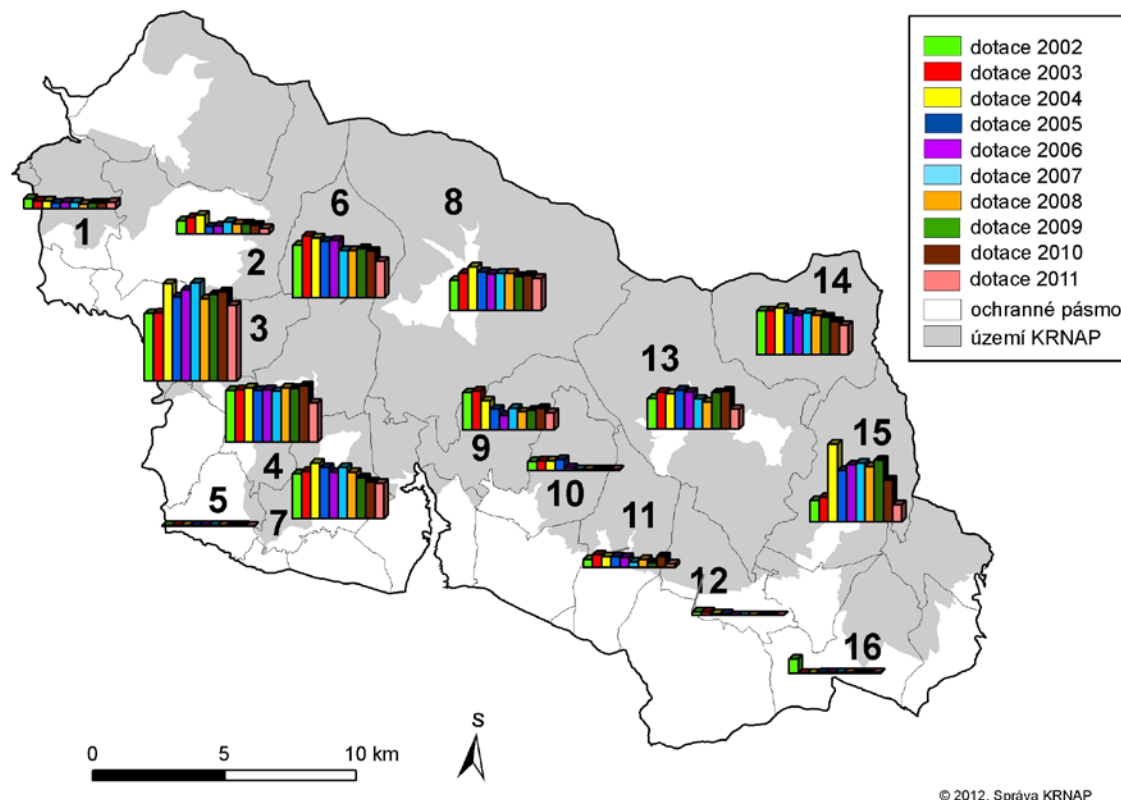 dotace 2002
dotace 2003
dotace 2004
dotace 2005
dotace 2006
dotace 2007
dotace 2008
dotace 2009
dotace 2010
dotace 2011
ochranné pásmo
území KRNAP
1
2
3
4
5
6
7
8
9
10
11
12
13
14
15
16
S
0 5 10 km
© 2012, Správa KRNAP